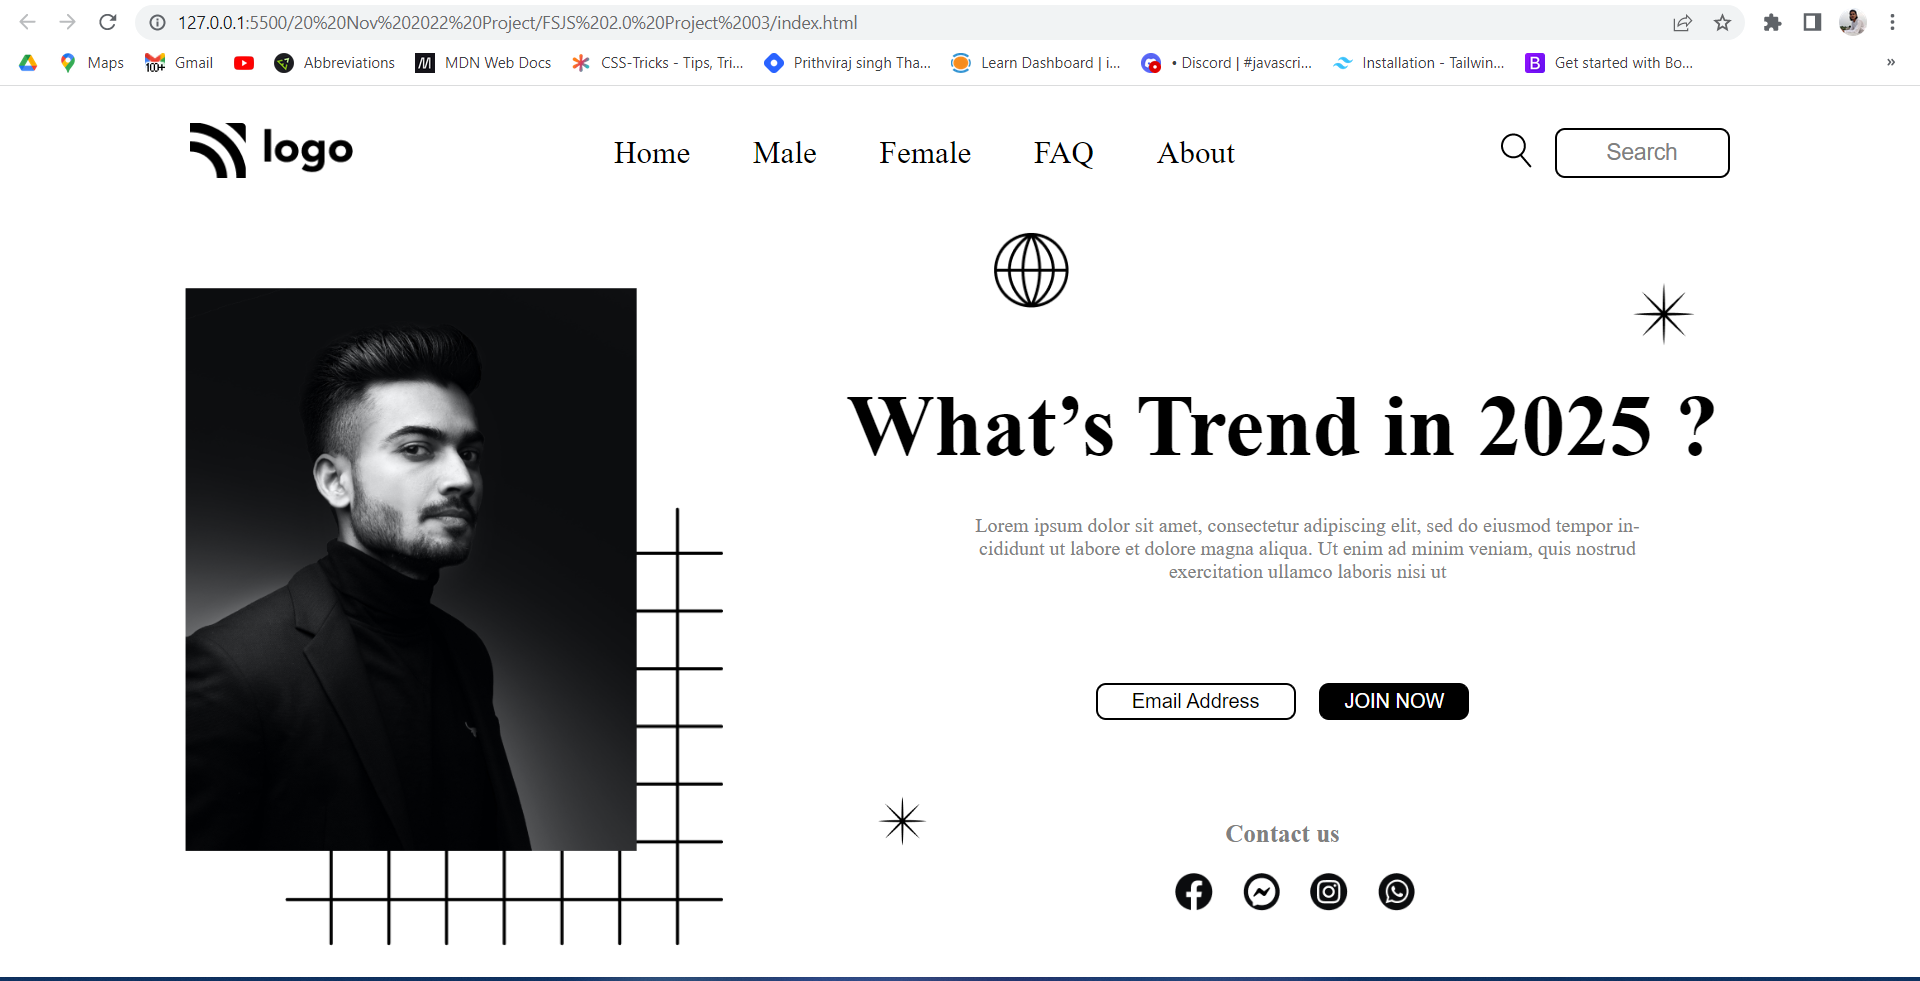 127.0.0.1:5500/20%20Nov%202022%20Project/FSJS%202.0%20Project%2003/index.html
Maps
Gmail
100+
Abbreviations
MDN Web Docs
CSS-Tricks - Tips, Tri...
Prithviraj singh Tha...
Learn Dashboard | i...
• Discord | #javascri...
Installation - Tailwin...
B
Get started with Bo...
»
logo
Home
Male
Female
FAQ
About
Search
What’s Trend in 2025 ?
Lorem ipsum dolor sit amet, consectetur adipiscing elit, sed do eiusmod tempor in-
cididunt ut labore et dolore magna aliqua. Ut enim ad minim veniam, quis nostrud
exercitation ullamco laboris nisi ut
Email Address
JOIN NOW
Contact us